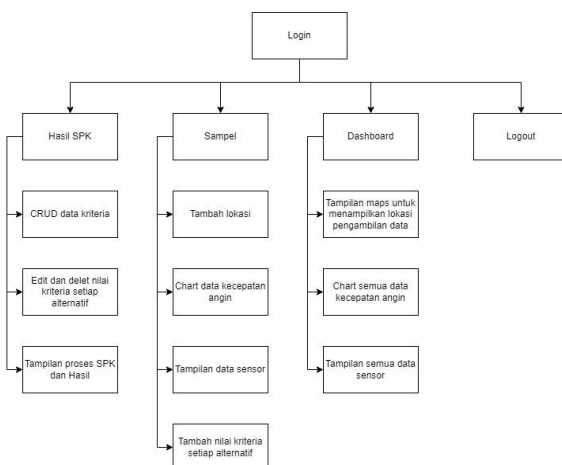 Login
Hasil SPK
Sampel
Dashboard
Logout
CRUD data kriteria
Tambah lokasi
Tampilan maps untuk
menampilkan lokasi
pengambilan data
Edit dan delet nilai
kriteria setiap
alternatif
Chart data kecepatan
angin
Chart semua data
kecepatan angin
Tampilan proses SPK
dan Hasil
Tampilan data sensor
Tampilan semua data
sensor
Tambah nilai kriteria
setiap alternatif